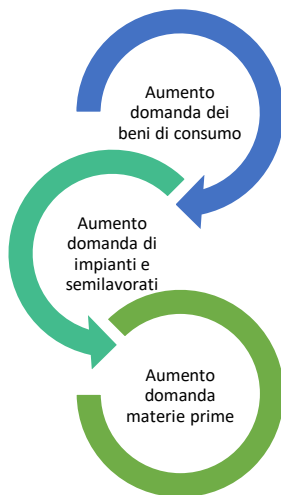 Aumento
domanda dei
beni di consumo
Aumento
domanda di
impianti e
semilavorati
Aumento
domanda
materie prime